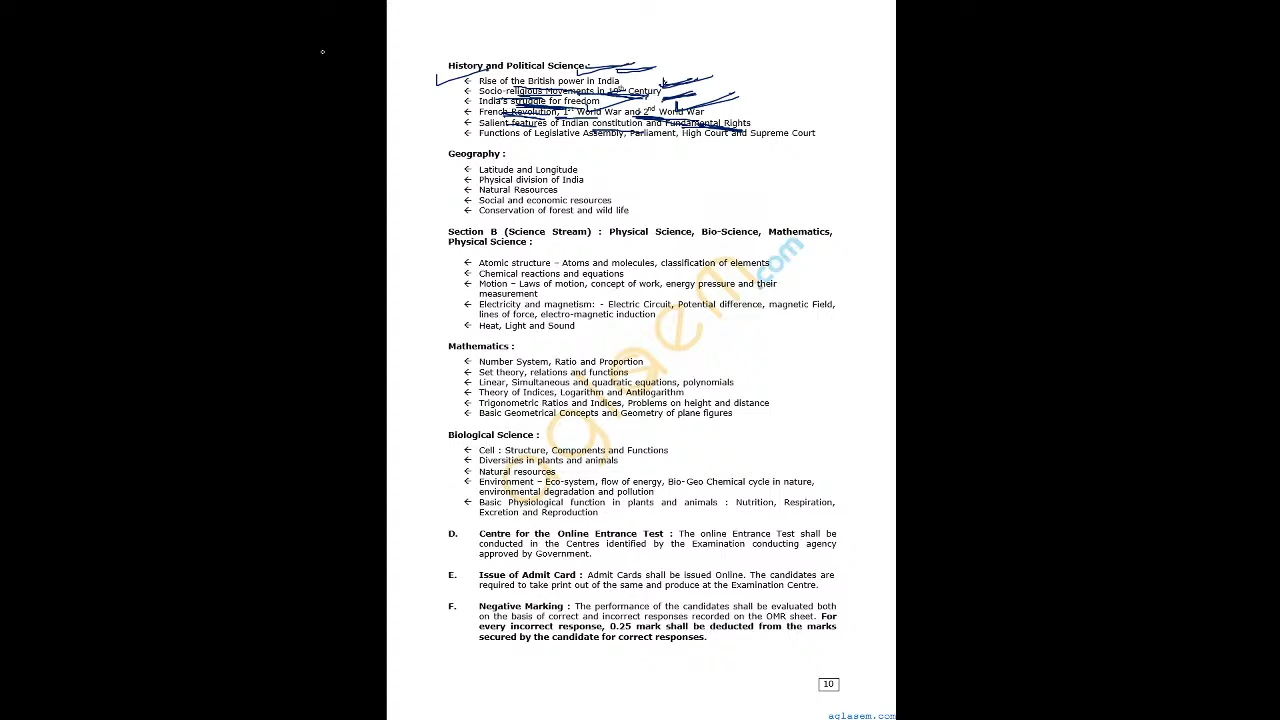 History and Political Science :
← Rise of the British power in India
← Socio-religious Movements in 19th Century
← India's struggle for freedom
← French Revolution, 1st World War and 2nd World War
← Salient features of Indian constitution and Fundamental Rights
← Functions of Legislative Assembly, Parliament, High Court and Supreme Court
Geography :
← Latitude and Longitude
← Physical division of India
← Natural Resources
← Social and economic resources
← Conservation of forest and wild life
Section B (Science Stream) : Physical Science, Bio-Science, Mathematics,
Physical Science :
← Atomic structure – Atoms and molecules, classification of elements
← Chemical reactions and equations
← Motion – Laws of motion, concept of work, energy pressure and their
measurement
← Electricity and magnetism: - Electric Circuit, Potential difference, magnetic Field,
lines of force, electro-magnetic induction
← Heat, Light and Sound
Mathematics :
← Number System, Ratio and Proportion
← Set theory, relations and functions
← Linear, Simultaneous and quadratic equations, polynomials
← Theory of Indices, Logarithm and Antilogarithm
← Trigonometric Ratios and Indices, Problems on height and distance
← Basic Geometrical Concepts and Geometry of plane figures
Biological Science :
← Cell : Structure, Components and Functions
← Diversities in plants and animals
← Natural resources
← Environment – Eco-system, flow of energy, Bio-Geo Chemical cycle in nature,
environmental degradation and pollution
← Basic Physiological function in plants and animals : Nutrition, Respiration,
Excretion and Reproduction
D. Centre for the Online Entrance Test : The online Entrance Test shall be
conducted in the Centres identified by the Examination conducting agency
approved by Government.
E. Issue of Admit Card : Admit Cards shall be issued Online. The candidates are
required to take print out of the same and produce at the Examination Centre.
F. Negative Marking : The performance of the candidates shall be evaluated both
on the basis of correct and incorrect responses recorded on the OMR sheet. For
every incorrect response, 0.25 mark shall be deducted from the marks
secured by the candidate for correct responses.
10
aglasem.com
aglasem.com